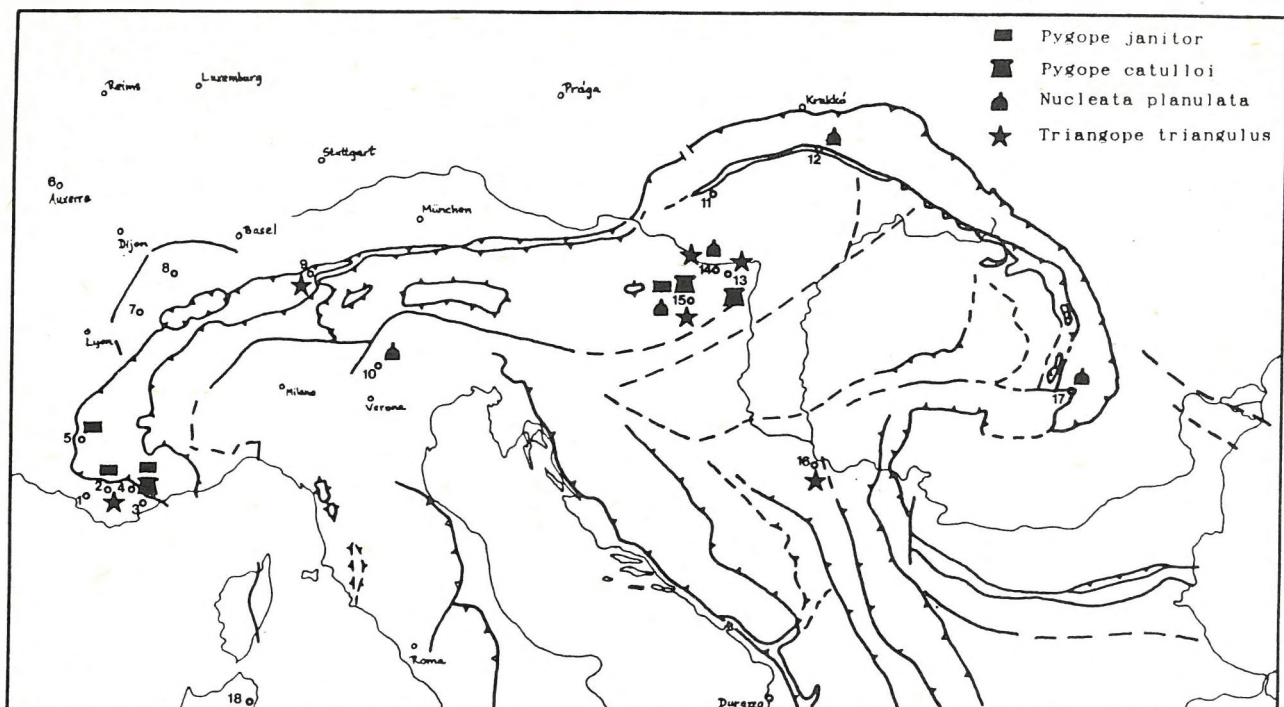 Pygope janitor
Pygope catulloi
Nucleata planulata
Triangope triangulus
Reims
Luxemburg
Prága
Krakkó
Stuttgart
12
6
Auxerra
11
München
Dijon
Basel
9
8
14
13
7
15
Lyon
10
Milano
Verona
17
5
16
1
2
4
3
Roma
18
Durazzo